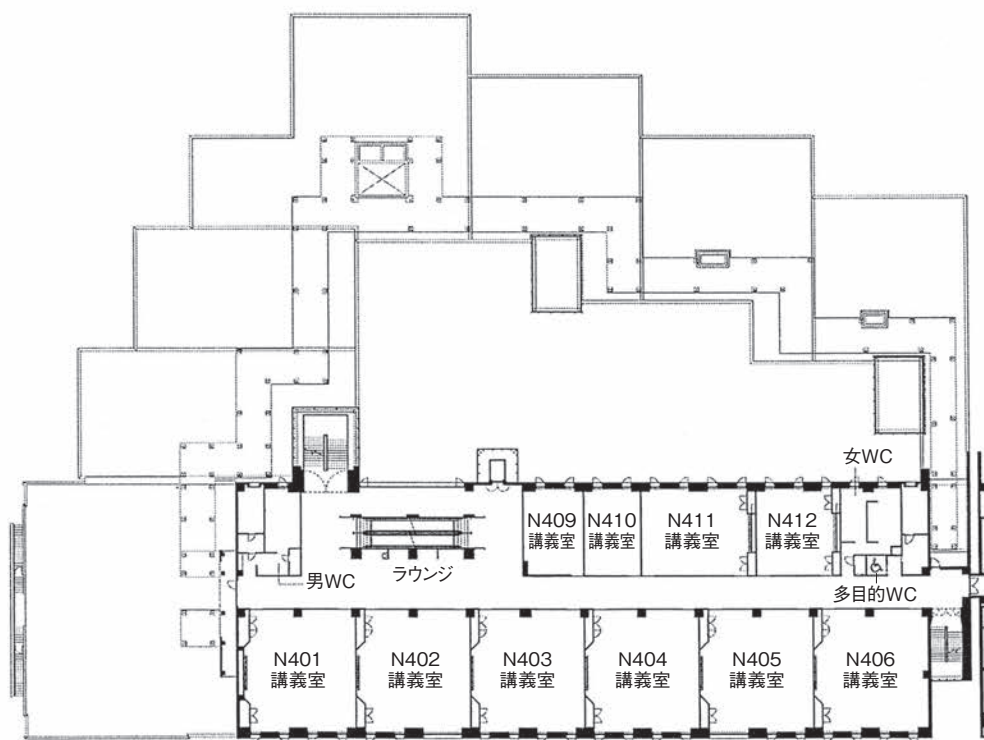 女WC
N409
講義室
N410
講義室
N411
講義室
N412
講義室
男WC
ラウンジ
多目的WC
N401
講義室
N402
講義室
N403
講義室
N404
講義室
N405
講義室
N406
講義室